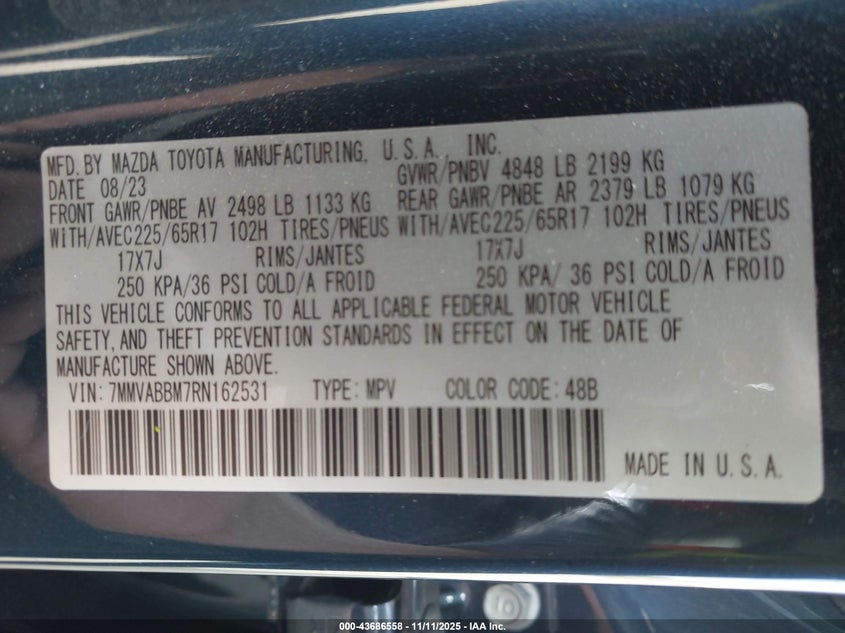 MFD. BY MAZDA TOYOTA MANUFACTURING, U.S.A., INC.
DATE 08/23 GVWR/PNBV 4848 LB 2199 KG
FRONT GAWR/PNBE AV 2498 LB 1133 KG REAR GAWR/PNBE AR 2379 LB 1079 KG
WITH/AVEC225/65R17 102H TIRES/PNEUS WITH/AVEC225/65R17 102H TIRES/PNEUS
17X7J RIMS/JANTES 17X7J RIMS/JANTES
250 KPA/36 PSI COLD/A FROID 250 KPA/ 36 PSI COLD/A FROID
THIS VEHICLE CONFORMS TO ALL APPLICABLE FEDERAL MOTOR VEHICLE
SAFETY, AND THEFT PREVENTION STANDARDS IN EFFECT ON THE DATE OF
MANUFACTURE SHOWN ABOVE.
VIN: 7MMVABBM7RN162531 TYPE: MPV COLOR CODE: 48B
MADE IN U.S.A.
000-43686558 - 11/11/2025 - IAA Inc.